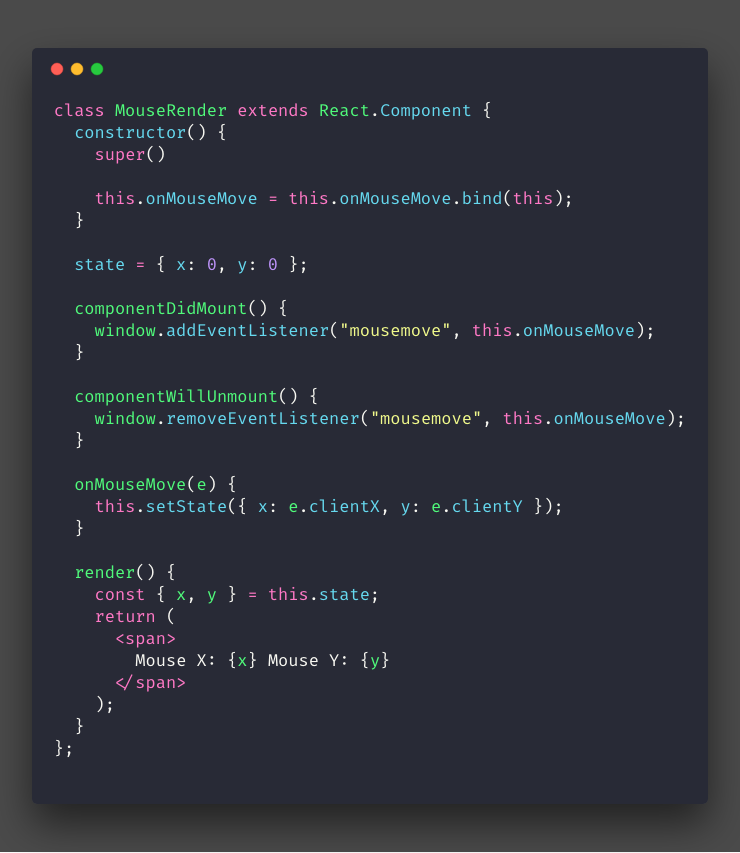 class MouseRender extends React.Component {
  constructor() {
    super()

    this.onMouseMove = this.onMouseMove.bind(this);
  }

  state = { x: 0, y: 0 };

  componentDidMount() {
    window.addEventListener("mousemove", this.onMouseMove);
  }

  componentWillUnmount() {
    window.removeEventListener("mousemove", this.onMouseMove);
  }

  onMouseMove(e) {
    this.setState({ x: e.clientX, y: e.clientY });
  }

  render() {
    const { x, y } = this.state;
    return (
      <span>
        Mouse X: {x} Mouse Y: {y}
      </span>
    );
  }
};